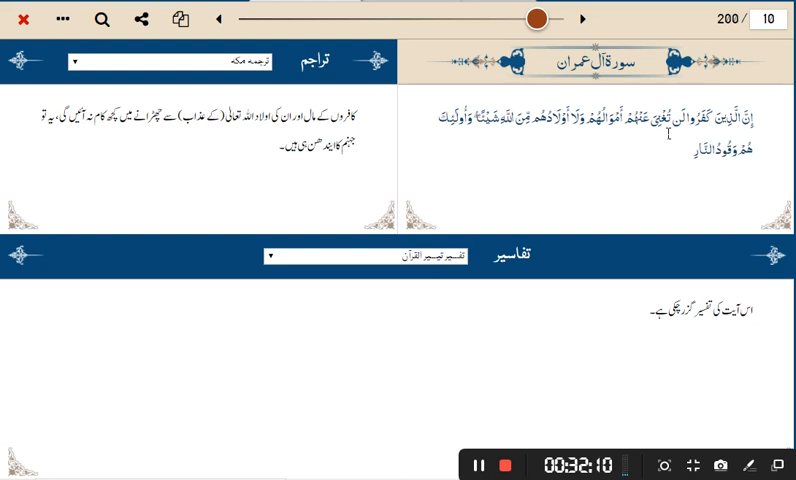 200 / 10
تراجم
ترجمہ مکہ
سورة آل عمران
إِنَّ الَّذِينَ كَفَرُوا لَن تُغْنِيَ عَنْهُمْ أَمْوَالُهُمْ وَلَا أَوْلَادُهُم مِّنَ اللَّهِ شَيْئًا ۖ وَأُولَٰئِكَ
هُمْ وَقُودُ النَّارِ
کافروں کے مال اور ان کی اولاد اللہ تعالیٰ (کے عذاب) سے چھڑانے میں کچھ کام نہ آئیں گی، یہ تو
جہنم کا ایندھن ہی ہیں۔
تفاسیر
تفسیر تیسیر القرآن
اس آیت کی تفسیر گزر چکی ہے۔
00:32:10